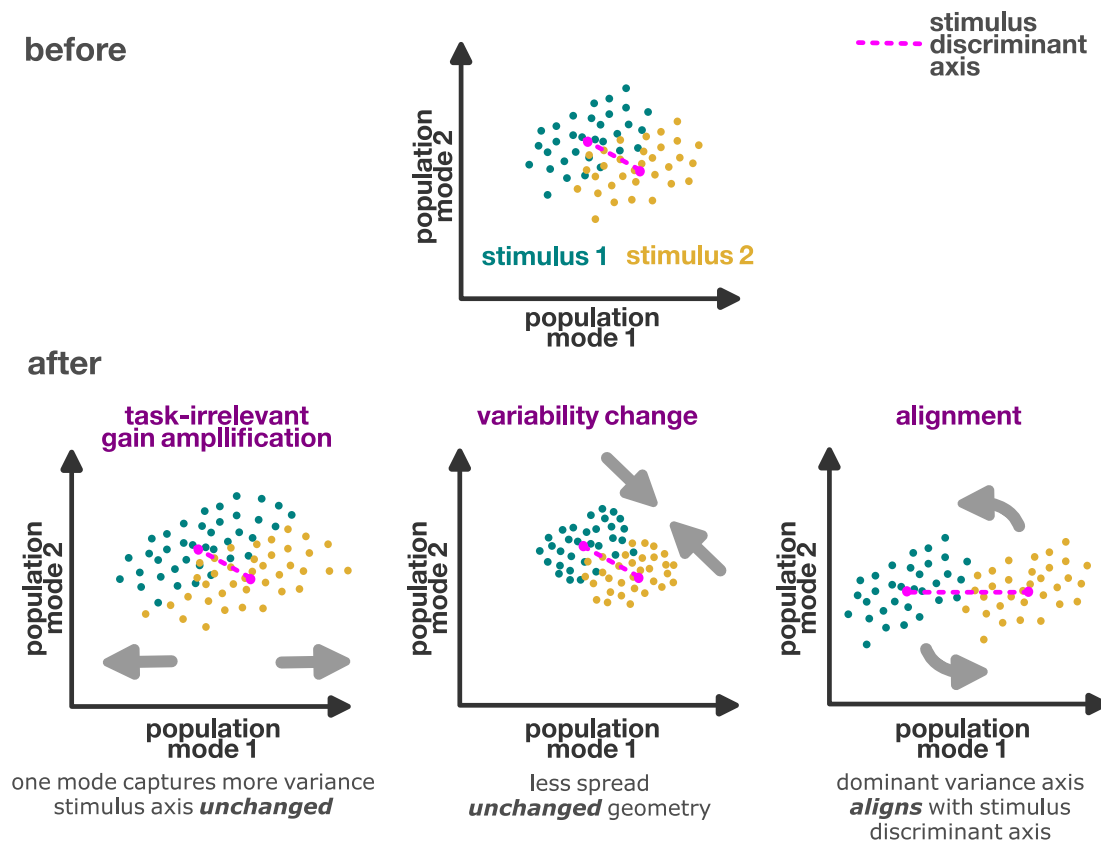 before
stimulus
discriminant
axis
population
mode 2
stimulus 1
stimulus 2
population
mode 1
after
task-irrelevant
gain ampllification
population
mode 2
population
mode 1
one mode captures more variance
stimulus axis unchanged
variability change
population
mode 2
population
mode 1
less spread
unchanged geometry
alignment
population
mode 2
population
mode 1
dominant variance axis
aligns with stimulus
discriminant axis